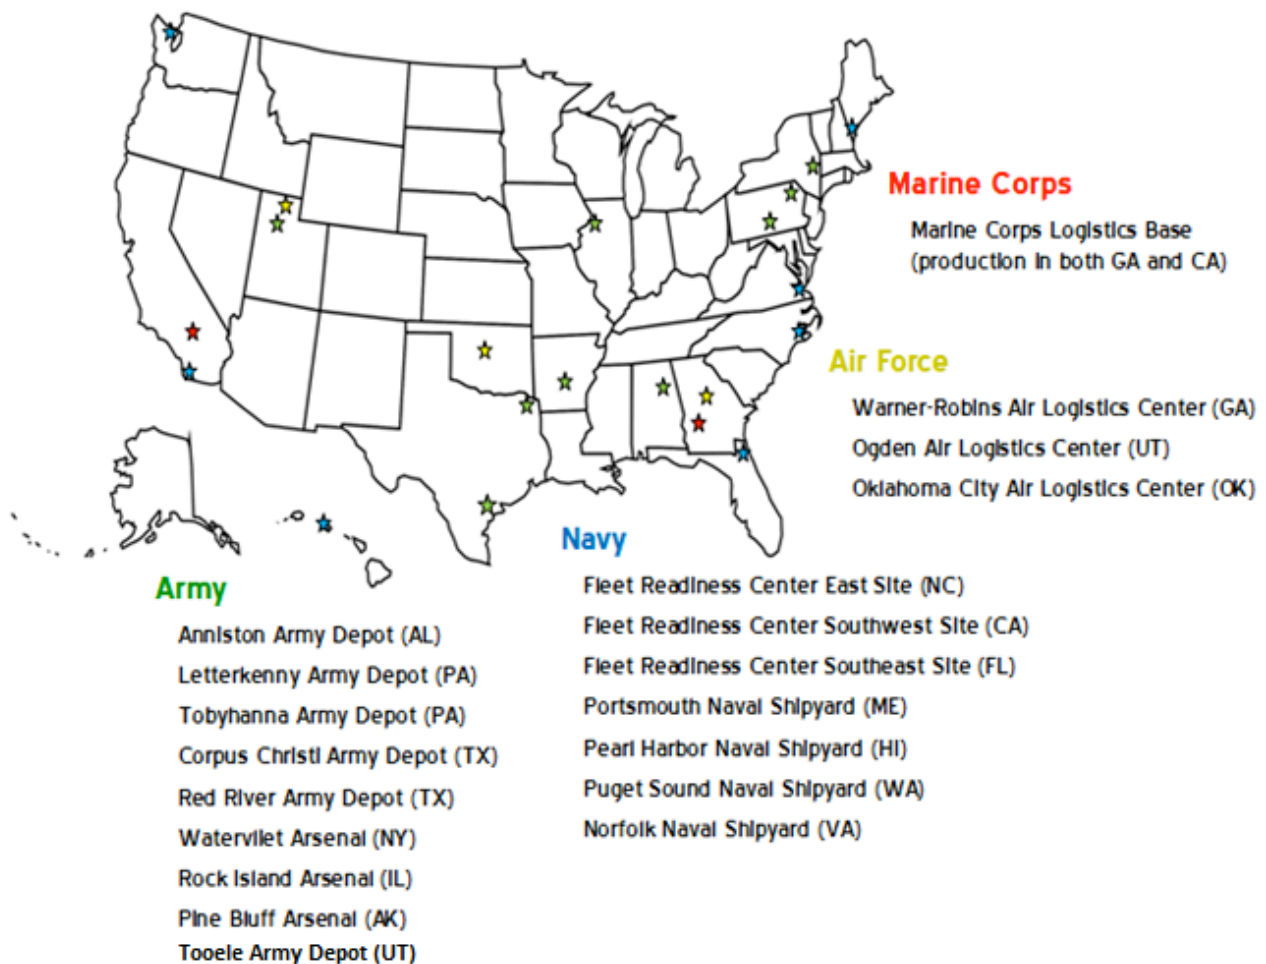 Marine Corps
Marine Corps Logistics Base
(production in both GA and CA)
Air Force
Warner-Robins Air Logistics Center (GA)
Ogden Air Logistics Center (UT)
Oklahoma City Air Logistics Center (OK)
Navy
Fleet Readiness Center East Site (NC)
Fleet Readiness Center Southwest Site (CA)
Fleet Readiness Center Southeast Site (FL)
Portsmouth Naval Shipyard (ME)
Pearl Harbor Naval Shipyard (HI)
Puget Sound Naval Shipyard (WA)
Norfolk Naval Shipyard (VA)
Army
Anniston Army Depot (AL)
Letterkenny Army Depot (PA)
Tobyhanna Army Depot (PA)
Corpus Christi Army Depot (TX)
Red River Army Depot (TX)
Watervliet Arsenal (NY)
Rock Island Arsenal (IL)
Pine Bluff Arsenal (AK)
Tooele Army Depot (UT)